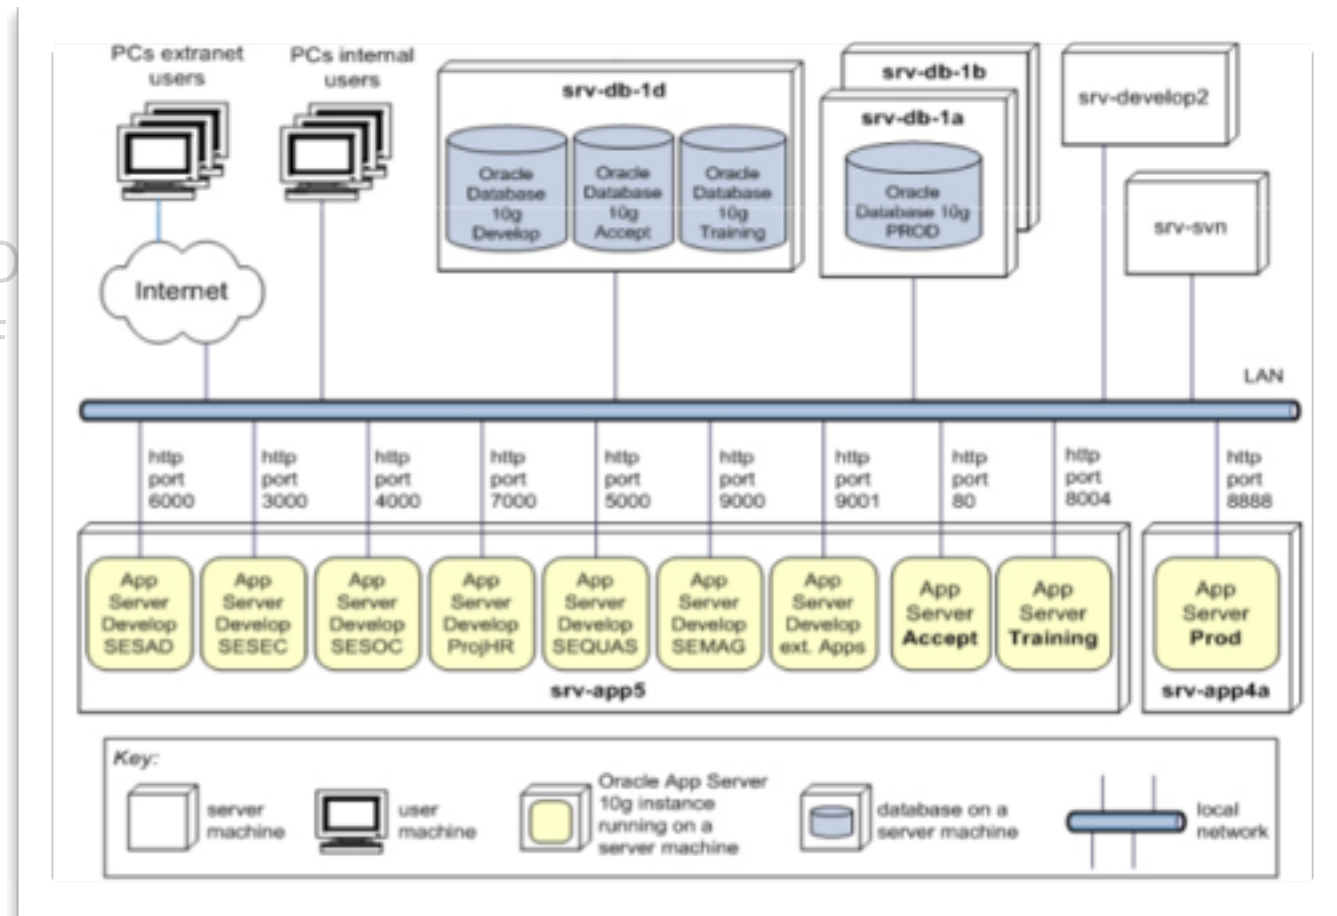 PCs extranet
users
PCs internal
users
srv-db-1d
Oracle
Database
10g
Develop
Oracle
Database
10g
Accept
Oracle
Database
10g
Training
srv-db-1b
srv-db-1a
Oracle
Database 10g
PROD
srv-develop2
srv-svn
Internet
LAN
http
port
6000
http
port
3000
http
port
4000
http
port
7000
http
port
5000
http
port
9000
http
port
9001
http
port
80
http
port
8004
http
port
8888
App
Server
Develop
SESAD
App
Server
Develop
SESEC
App
Server
Develop
SESOC
App
Server
Develop
ProjHR
App
Server
Develop
SEQUAS
App
Server
Develop
SEMAG
App
Server
Develop
ext. Apps
App
Server
Accept
App
Server
Training
App
Server
Prod
srv-app5
srv-app4a
Key:
server
machine
user
machine
Oracle App Server
10g instance
running on a
server machine
database on a
server machine
local
network